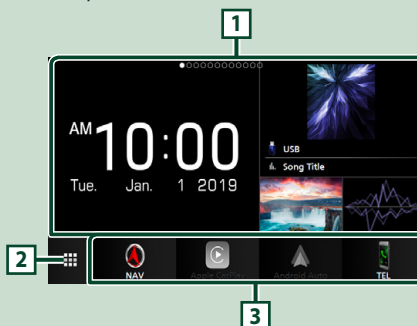 1
AM 10:00
Tue. Jan. 1 2019
USB
Song Title
2
NAV
Apple CarPlay
Android Auto
TEL
3